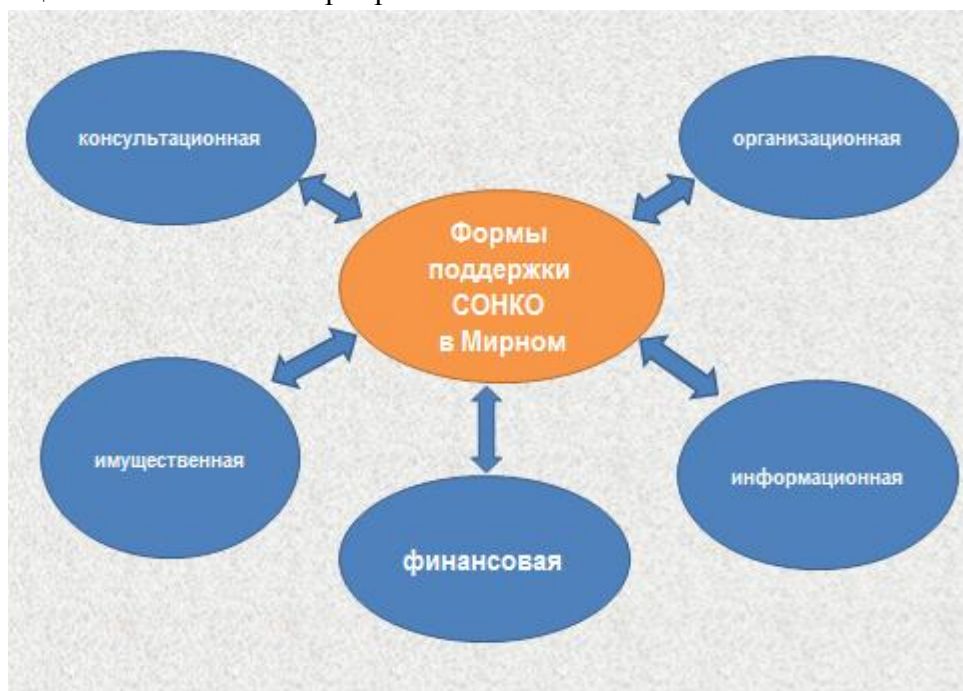 консультационная
организационная
Формы
поддержки
СОНКО
в Мирном
имущественная
информационная
финансовая